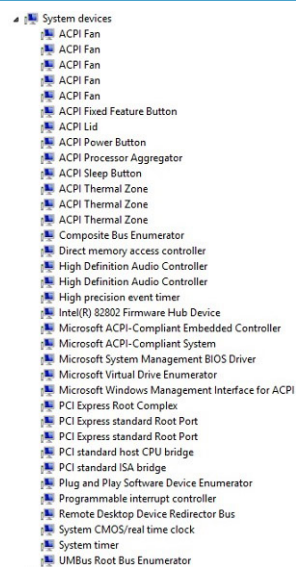 System devices
ACPI Fan
ACPI Fan
ACPI Fan
ACPI Fan
ACPI Fan
ACPI Fixed Feature Button
ACPI Lid
ACPI Power Button
ACPI Processor Aggregator
ACPI Sleep Button
ACPI Thermal Zone
ACPI Thermal Zone
ACPI Thermal Zone
Composite Bus Enumerator
Direct memory access controller
High Definition Audio Controller
High Definition Audio Controller
High precision event timer
Intel(R) 82802 Firmware Hub Device
Microsoft ACPI-Compliant Embedded Controller
Microsoft ACPI-Compliant System
Microsoft System Management BIOS Driver
Microsoft Virtual Drive Enumerator
Microsoft Windows Management Interface for ACPI
PCI Express Root Complex
PCI Express standard Root Port
PCI Express standard Root Port
PCI standard host CPU bridge
PCI standard ISA bridge
Plug and Play Software Device Enumerator
Programmable interrupt controller
Remote Desktop Device Redirector Bus
System CMOS/real time clock
System timer
UMBus Root Bus Enumerator